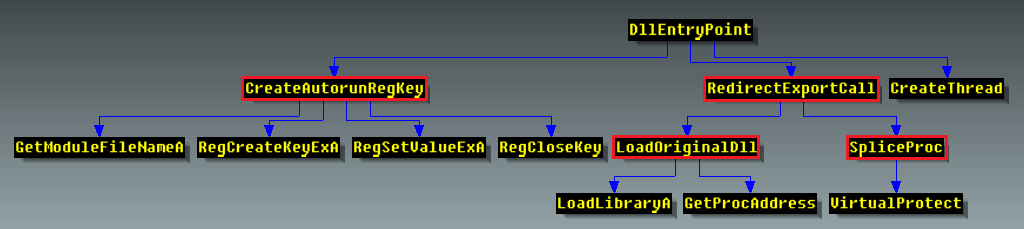 DllEntryPoint
CreateAutorunRegKey RedirectExportCall CreateThread
GetModuleFileNameA RegCreateKeyExA RegSetValueExA RegCloseKey LoadOriginalDll SpliceProc
LoadLibraryA GetProcAddress VirtualProtect